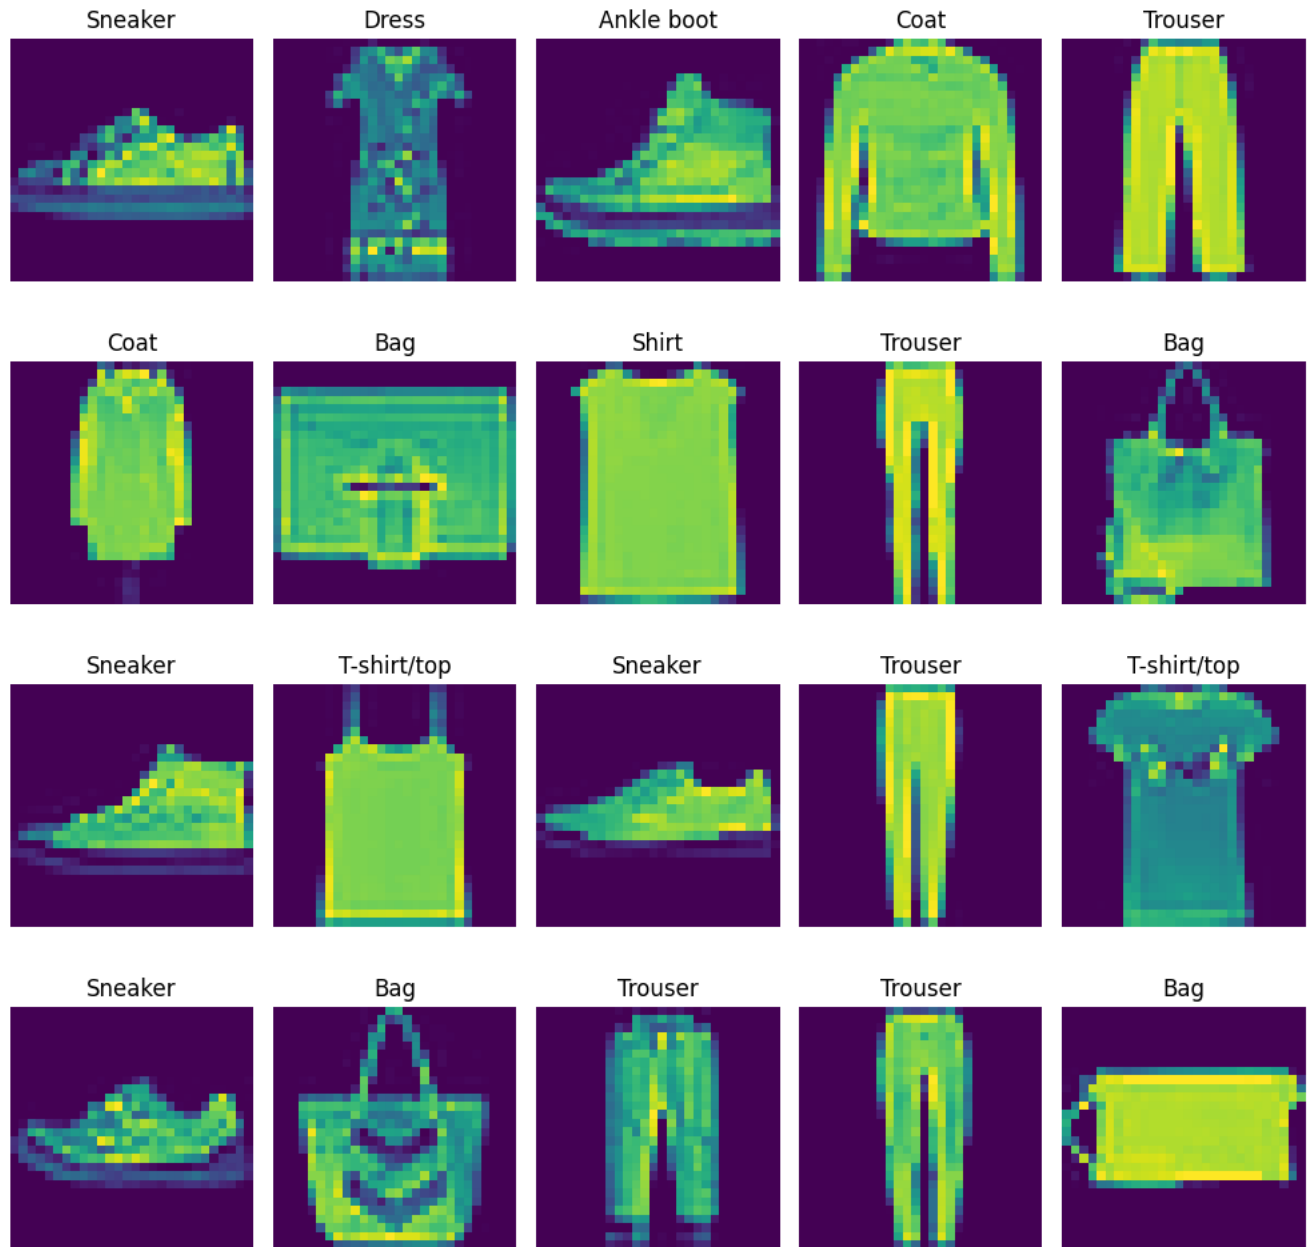 Sneaker Dress Ankle boot Coat Trouser
Coat Bag Shirt Trouser Bag
Sneaker T-shirt/top Sneaker Trouser T-shirt/top
Sneaker Bag Trouser Trouser Bag